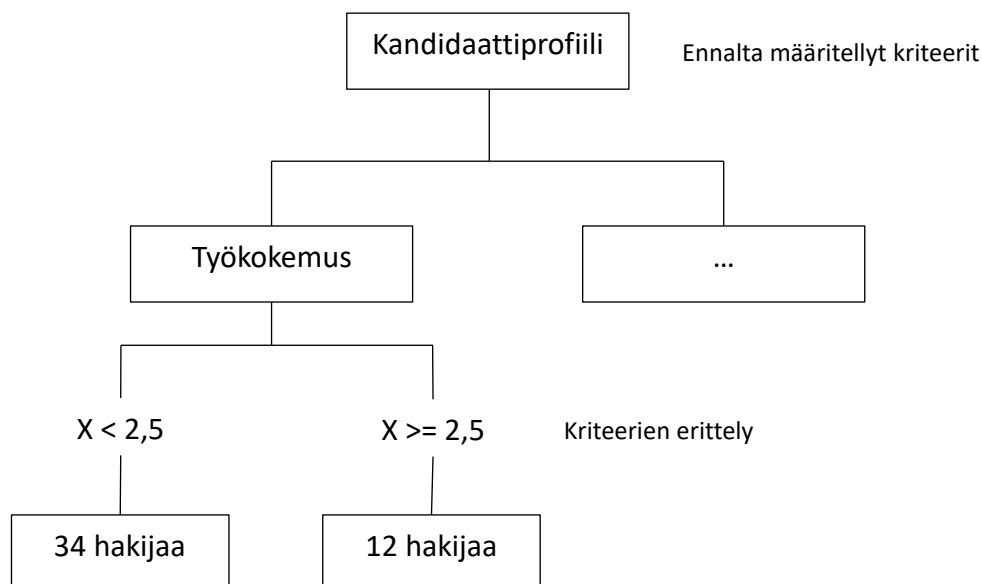 Kandidaattiprofiili
Ennalta määritellyt kriteerit
Työkokemus
...
X < 2,5
X >= 2,5
Kriteerien erittely
34 hakijaa
12 hakijaa